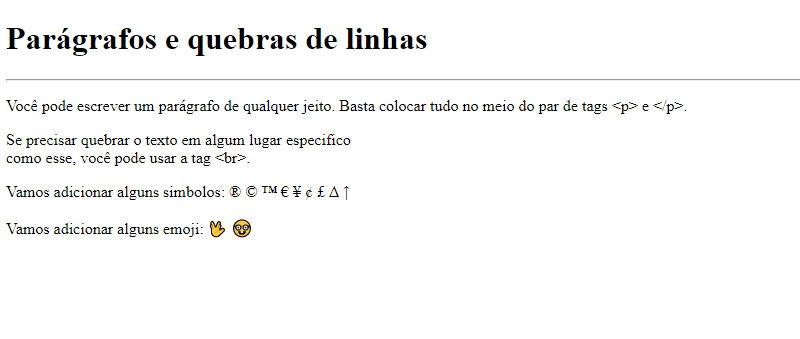 Parágrafos e quebras de linhas
Você pode escrever um parágrafo de qualquer jeito. Basta colocar tudo no meio do par de tags <p> e </p>.
Se precisar quebrar o texto em algum lugar especifico
como esse, você pode usar a tag <br>.
Vamos adicionar alguns simbolos: ® © ™ € ¥ ¢ £ ∆ ↑
Vamos adicionar alguns emoji: 🖖 🤓